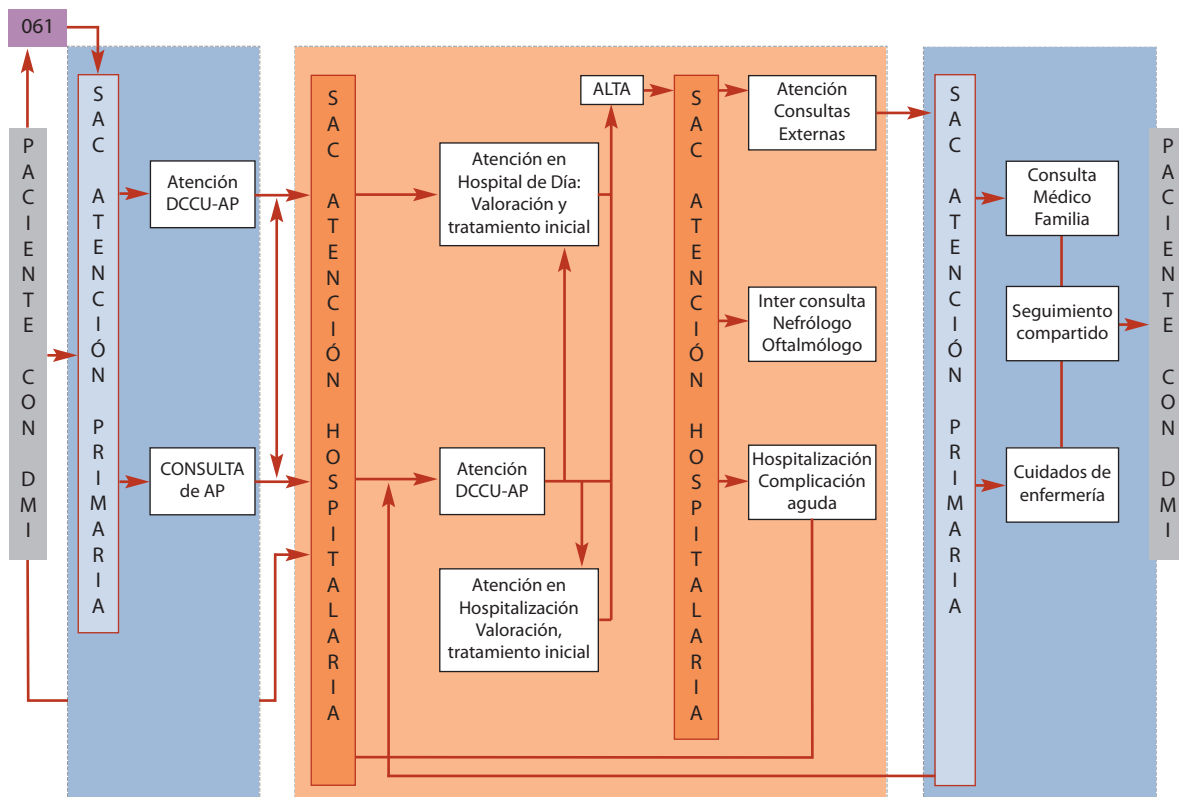 061
PACIENTE CON DMI
SAC ATENCIÓN PRIMARIA
Atención
DCCU-AP
CONSULTA
de AP
SAC ATENCIÓN HOSPITALARIA
Atención en
Hospital de Día:
Valoración y
tratamiento inicial
Atención
DCCU-AP
Atención en
Hospitalización
Valoración,
tratamiento inicial
ALTA
SAC ATENCIÓN HOSPITALARIA
Atención
Consultas
Externas
Inter consulta
Nefrólogo
Oftalmólogo
Hospitalización
Complicación
aguda
SAC ATENCIÓN PRIMARIA
Consulta
Médico
Familia
Seguimiento
compartido
Cuidados de
enfermería
PACIENTE CON DMI